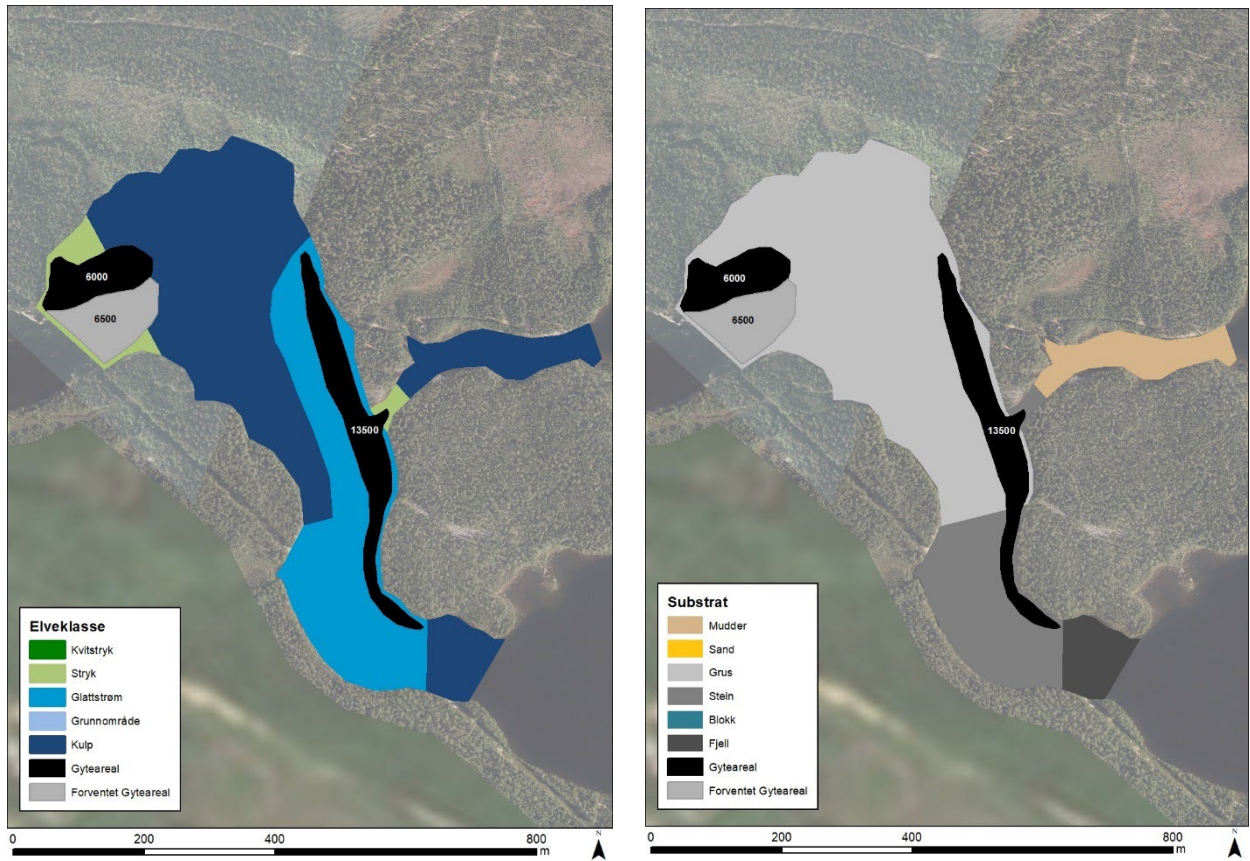 6000
6500
13500
Elveklasse
Kvitstryk
Stryk
Glattstrøm
Grunnområde
Kulp
Gyteareal
Forventet Gyteareal
0 200 400 800
m
N
6000
6500
13500
Substrat
Mudder
Sand
Grus
Stein
Blokk
Fjell
Gyteareal
Forventet Gyteareal
0 200 400 800
m
N